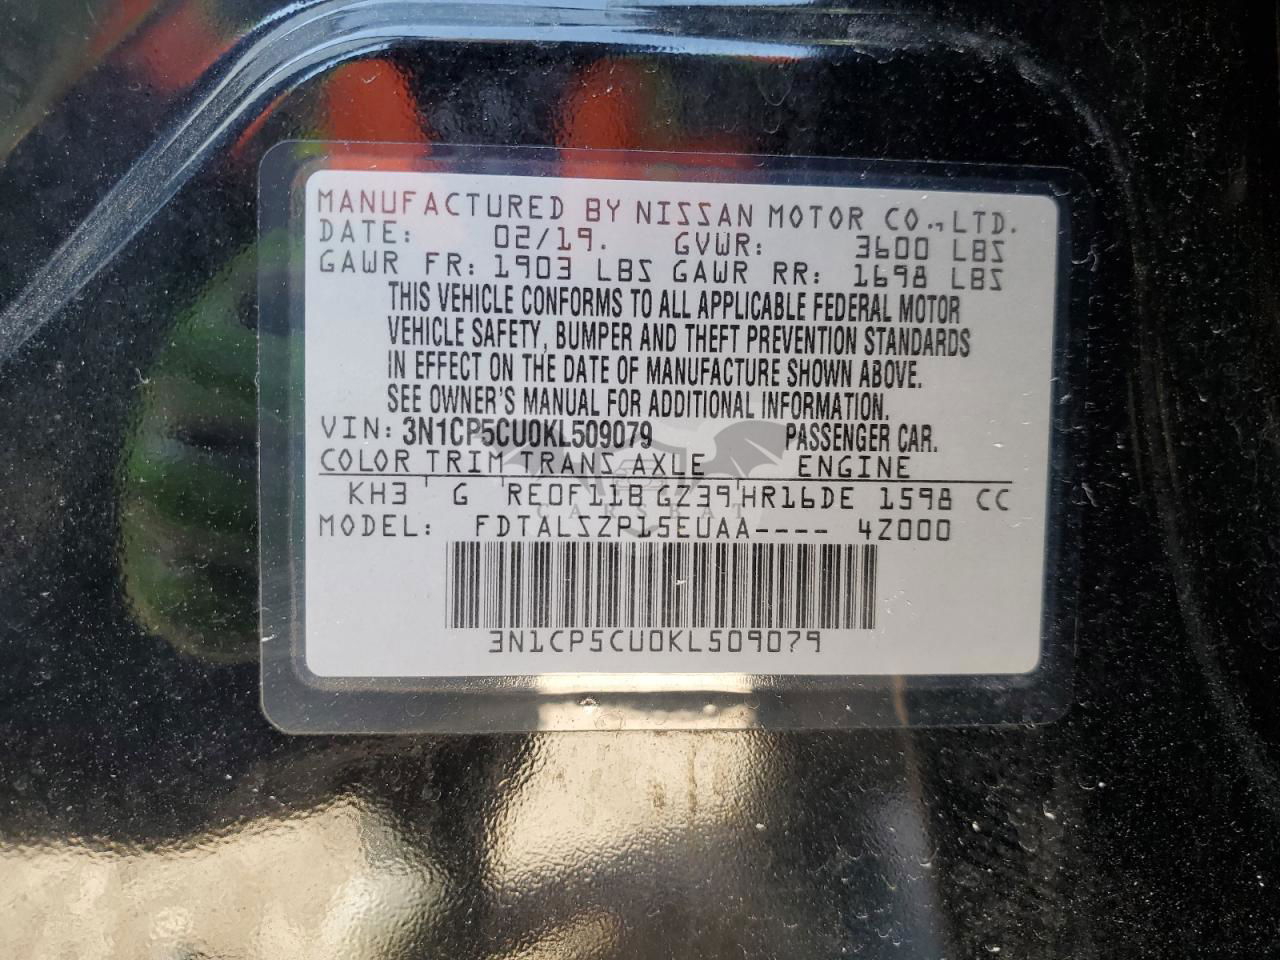 MANUFACTURED BY NISSAN MOTOR CO., LTD.
DATE: 02/19. GVWR: 3600 LBS
GAWR FR: 1903 LBS GAWR RR: 1698 LBS
THIS VEHICLE CONFORMS TO ALL APPLICABLE FEDERAL MOTOR
VEHICLE SAFETY, BUMPER AND THEFT PREVENTION STANDARDS
IN EFFECT ON THE DATE OF MANUFACTURE SHOWN ABOVE.
SEE OWNER'S MANUAL FOR ADDITIONAL INFORMATION.
VIN: 3N1CP5CU0KL509079 PASSENGER CAR.
COLOR TRIM TRANS AXLE ENGINE
KH3 G RE0F11B GZ39 HR16DE 1598 CC
CARSBAT
MODEL: FDTALSZP15EUAA---- 4Z000
3N1CP5CU0KL509079